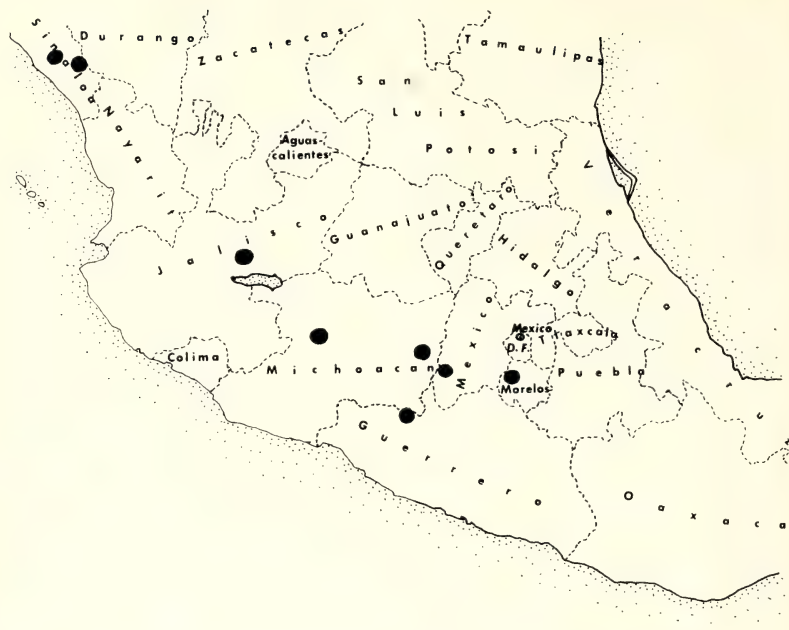 Sinaloa
Durango
Zacatecas
Tamaulipas
San
Luis
Potosi
Nayarit
Aguas-
calientes
Jalisco
Guanajuato
Queretaro
Hidalgo
Veracru
Mexico
Mexico
D.F.
Tlaxcala
Colima
Michoacan
Morelos
Puebla
Guerrero
Oaxaca